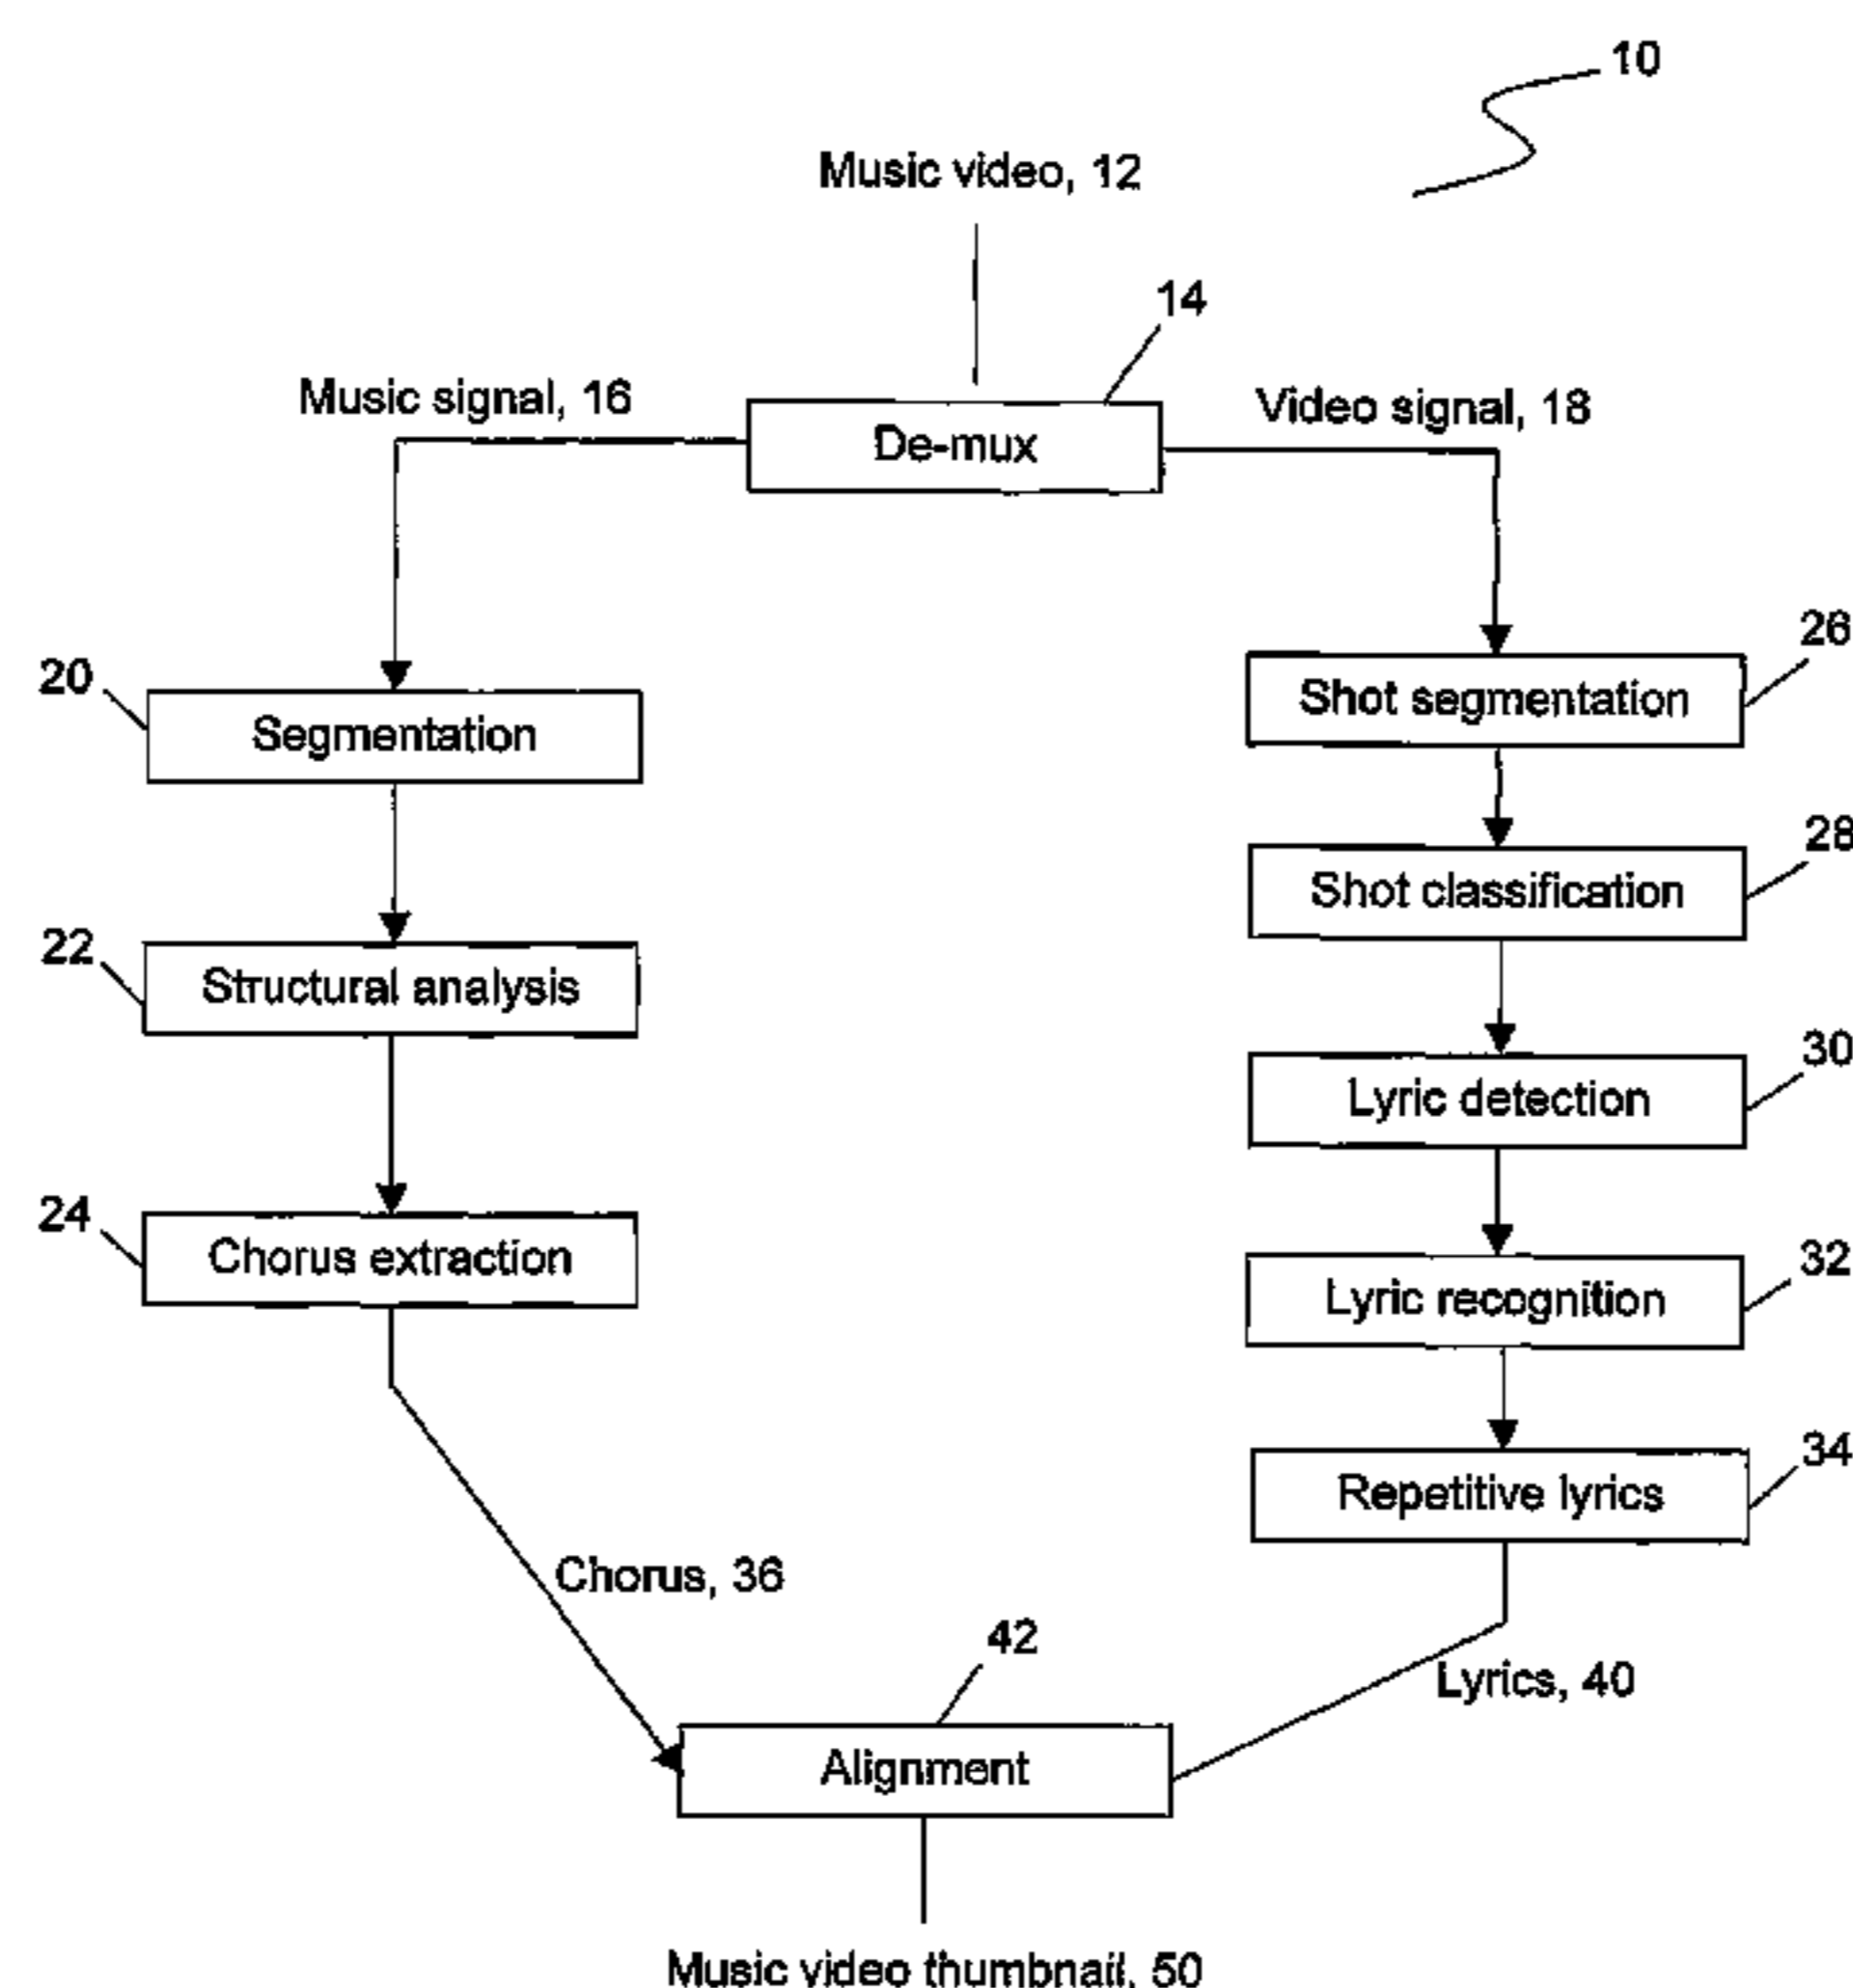 10
Music video, 12
14
Music signal, 16
De-mux
Video signal, 18
20
Segmentation
26
Shot segmentation
28
Shot classification
22
Structural analysis
30
Lyric detection
24
Chorus extraction
32
Lyric recognition
34
Repetitive lyrics
Chorus, 36
42
Lyrics, 40
Alignment
Music video thumbnail, 50